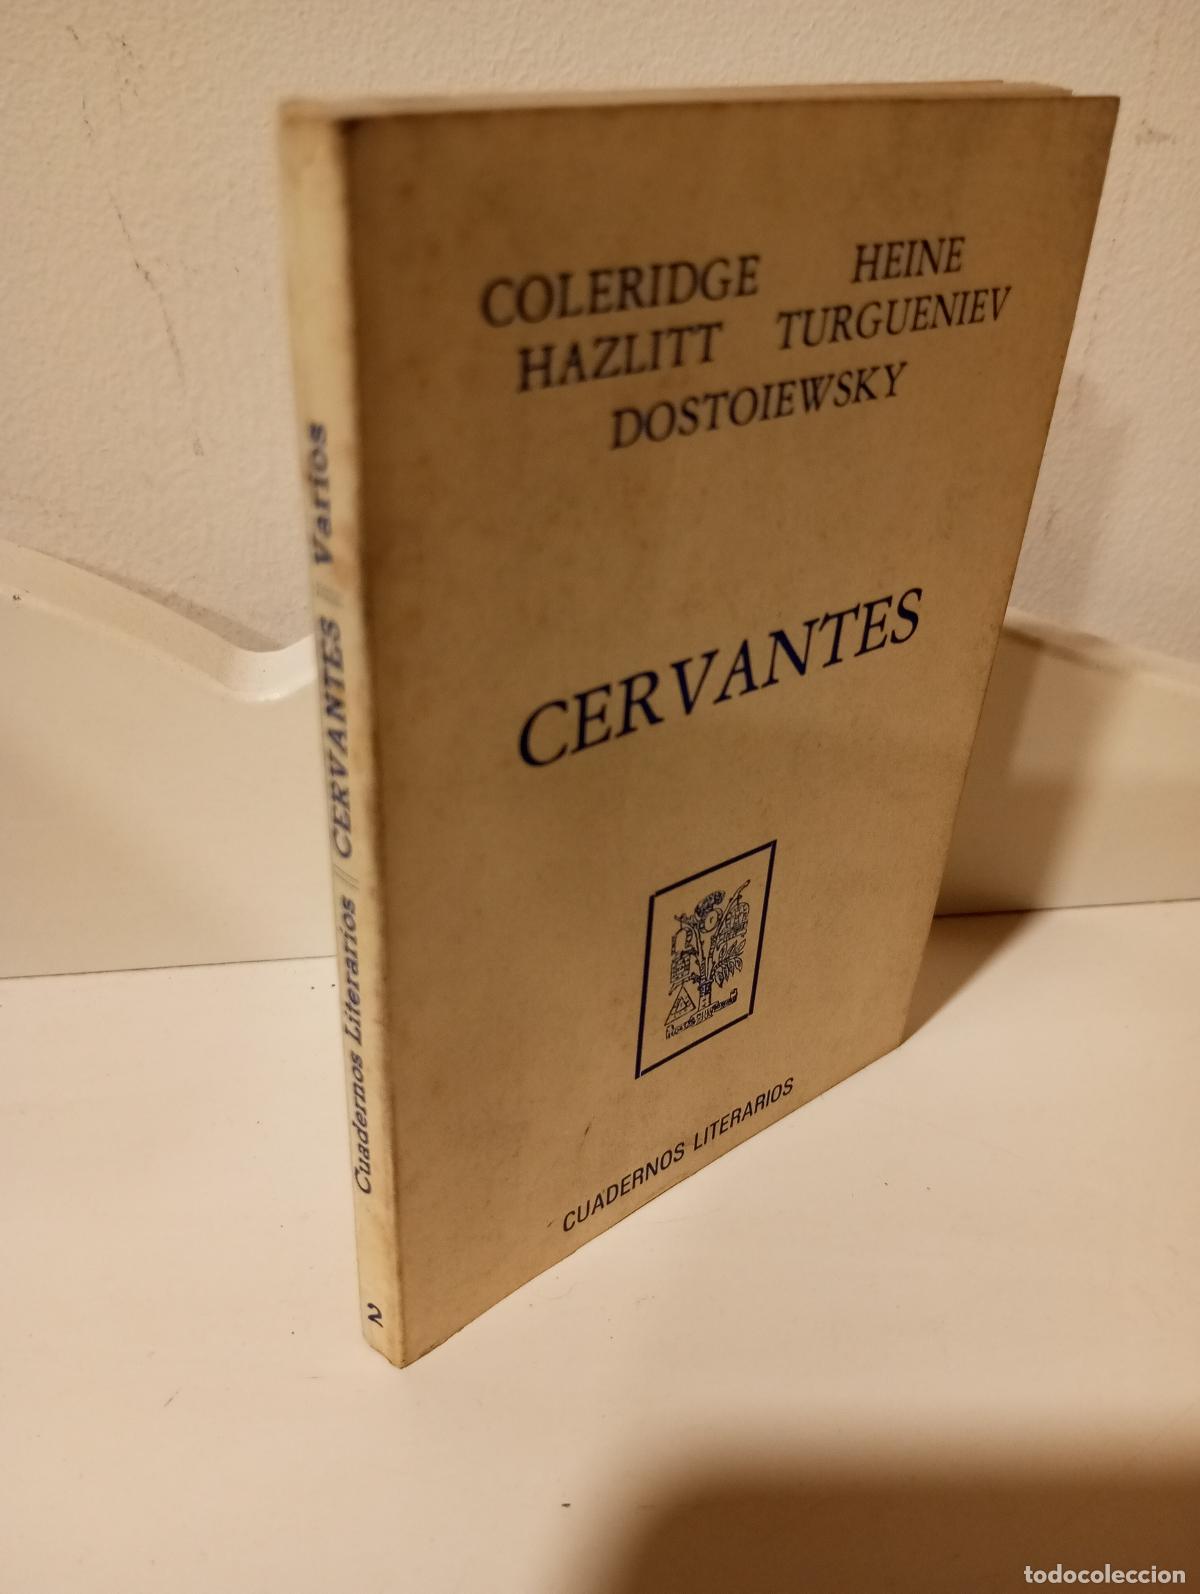 COLERIDGE HEINE
HAZLITT TURGUENIEV
DOSTOIEWSKY
CERVANTES
CUADERNOS LITERARIOS
2 Cuadernos Literarios || CERVANTES || Varios
todocoleccion